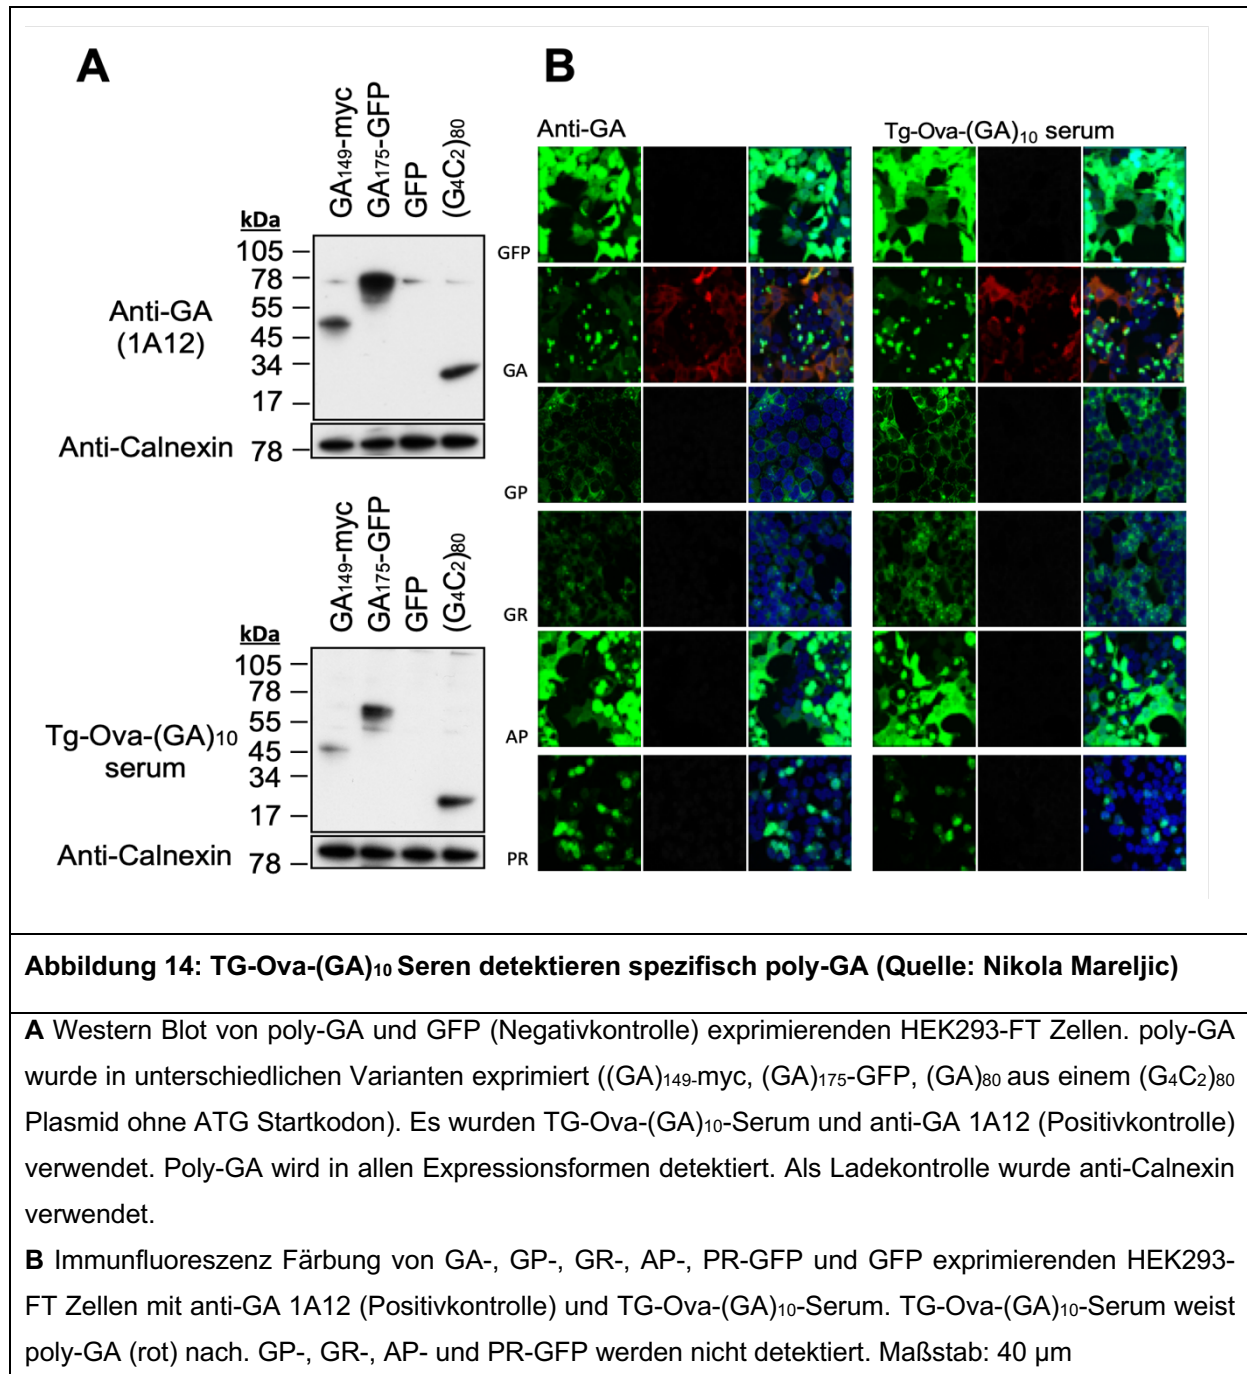 A
B
GA149-myc
GA175-GFP
GFP
(G4C2)80
kDa
105
78
55
45
34
17
Anti-GA
(1A12)
Anti-Calnexin
78
GA149-myc
GA175-GFP
GFP
(G4C2)80
kDa
105
78
55
45
34
17
Tg-Ova-(GA)10
serum
Anti-Calnexin
78
Anti-GA
Tg-Ova-(GA)10 serum
GFP
GA
GP
GR
AP
PR
Abbildung 14: TG-Ova-(GA)10 Seren detektieren spezifisch poly-GA (Quelle: Nikola Mareljic)
A Western Blot von poly-GA und GFP (Negativkontrolle) exprimierenden HEK293-FT Zellen. poly-GA
wurde in unterschiedlichen Varianten exprimiert ((GA)149-myc, (GA)175-GFP, (GA)80 aus einem (G4C2)80
Plasmid ohne ATG Startkodon). Es wurden TG-Ova-(GA)10-Serum und anti-GA 1A12 (Positivkontrolle)
verwendet. Poly-GA wird in allen Expressionsformen detektiert. Als Ladekontrolle wurde anti-Calnexin
verwendet.
B Immunfluoreszenz Färbung von GA-, GP-, GR-, AP-, PR-GFP und GFP exprimierenden HEK293-
FT Zellen mit anti-GA 1A12 (Positivkontrolle) und TG-Ova-(GA)10-Serum. TG-Ova-(GA)10-Serum weist
poly-GA (rot) nach. GP-, GR-, AP- und PR-GFP werden nicht detektiert. Maßstab: 40 µm